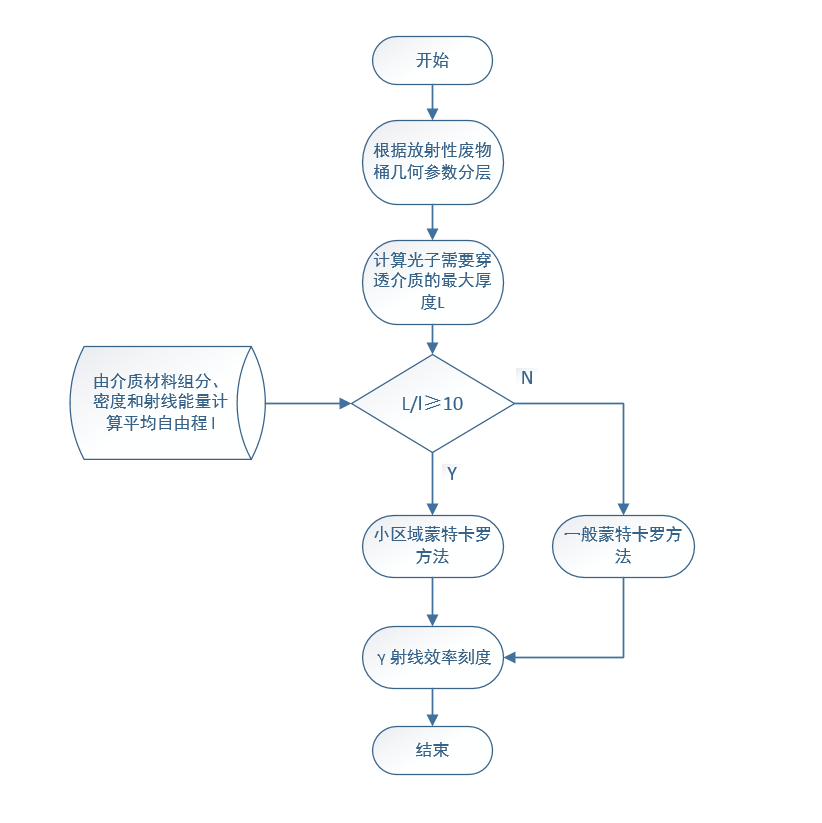 开始
根据放射性废物
桶几何参数分层
计算光子需要穿
透介质的最大厚
度L
由介质材料组分、
密度和射线能量计
算平均自由程l
L/l≥10
N
Y
小区域蒙特卡罗
方法
一般蒙特卡罗方
法
γ射线效率刻度
结束